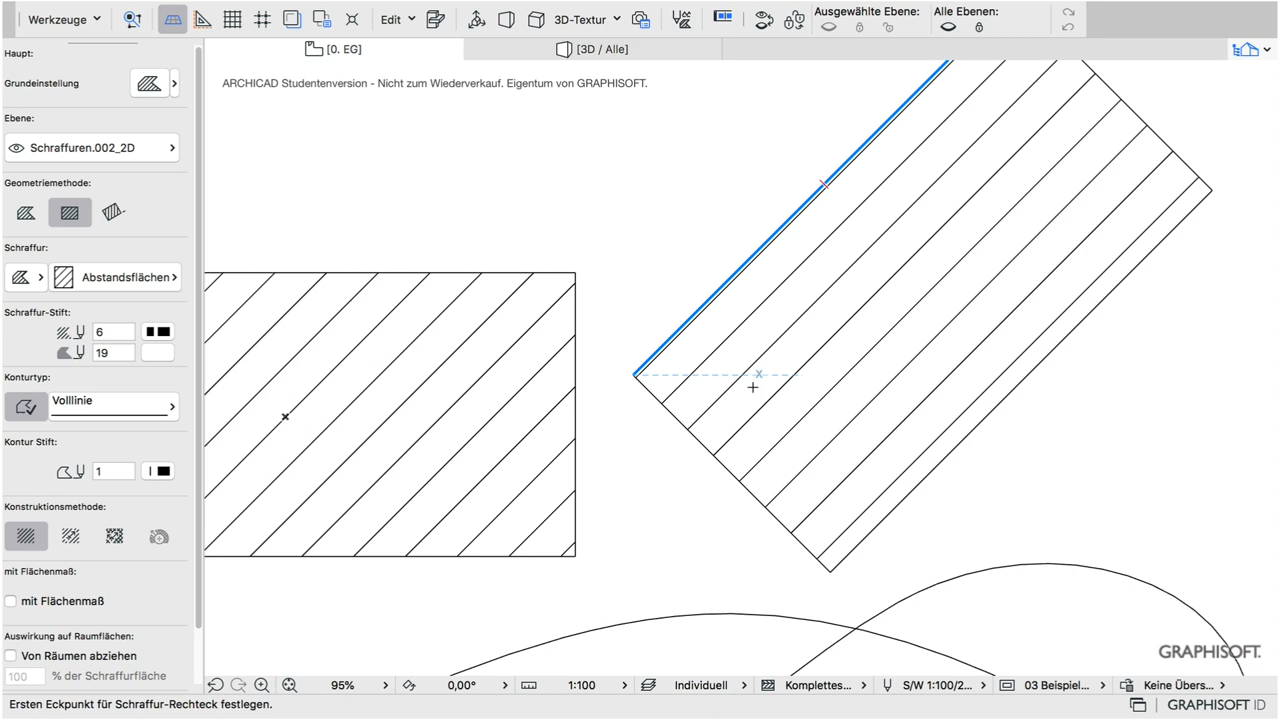 Werkzeuge
Edit
3D-Textur
Ausgewählte Ebene:
Alle Ebenen:
[0. EG]
[3D / Alle]
Haupt:
Grundeinstellung
Ebene:
Schraffuren.002_2D
Geometriemethode:
Schraffur:
Abstandsflächen
Schraffur-Stift:
6
19
Konturtyp:
Volllinie
Kontur Stift:
1
Konstruktionsmethode:
mit Flächenmaß:
mit Flächenmaß
Auswirkung auf Raumflächen:
Von Räumen abziehen
100 % der Schraffurfläche
ARCHICAD Studentenversion - Nicht zum Wiederverkauf. Eigentum von GRAPHISOFT.
X
GRAPHISOFT.
95%
0,00°
1:100
Individuell
Komplettes...
S/W 1:100/2...
03 Beispiel...
Keine Übers...
Ersten Eckpunkt für Schraffur-Rechteck festlegen.
GRAPHISOFT ID